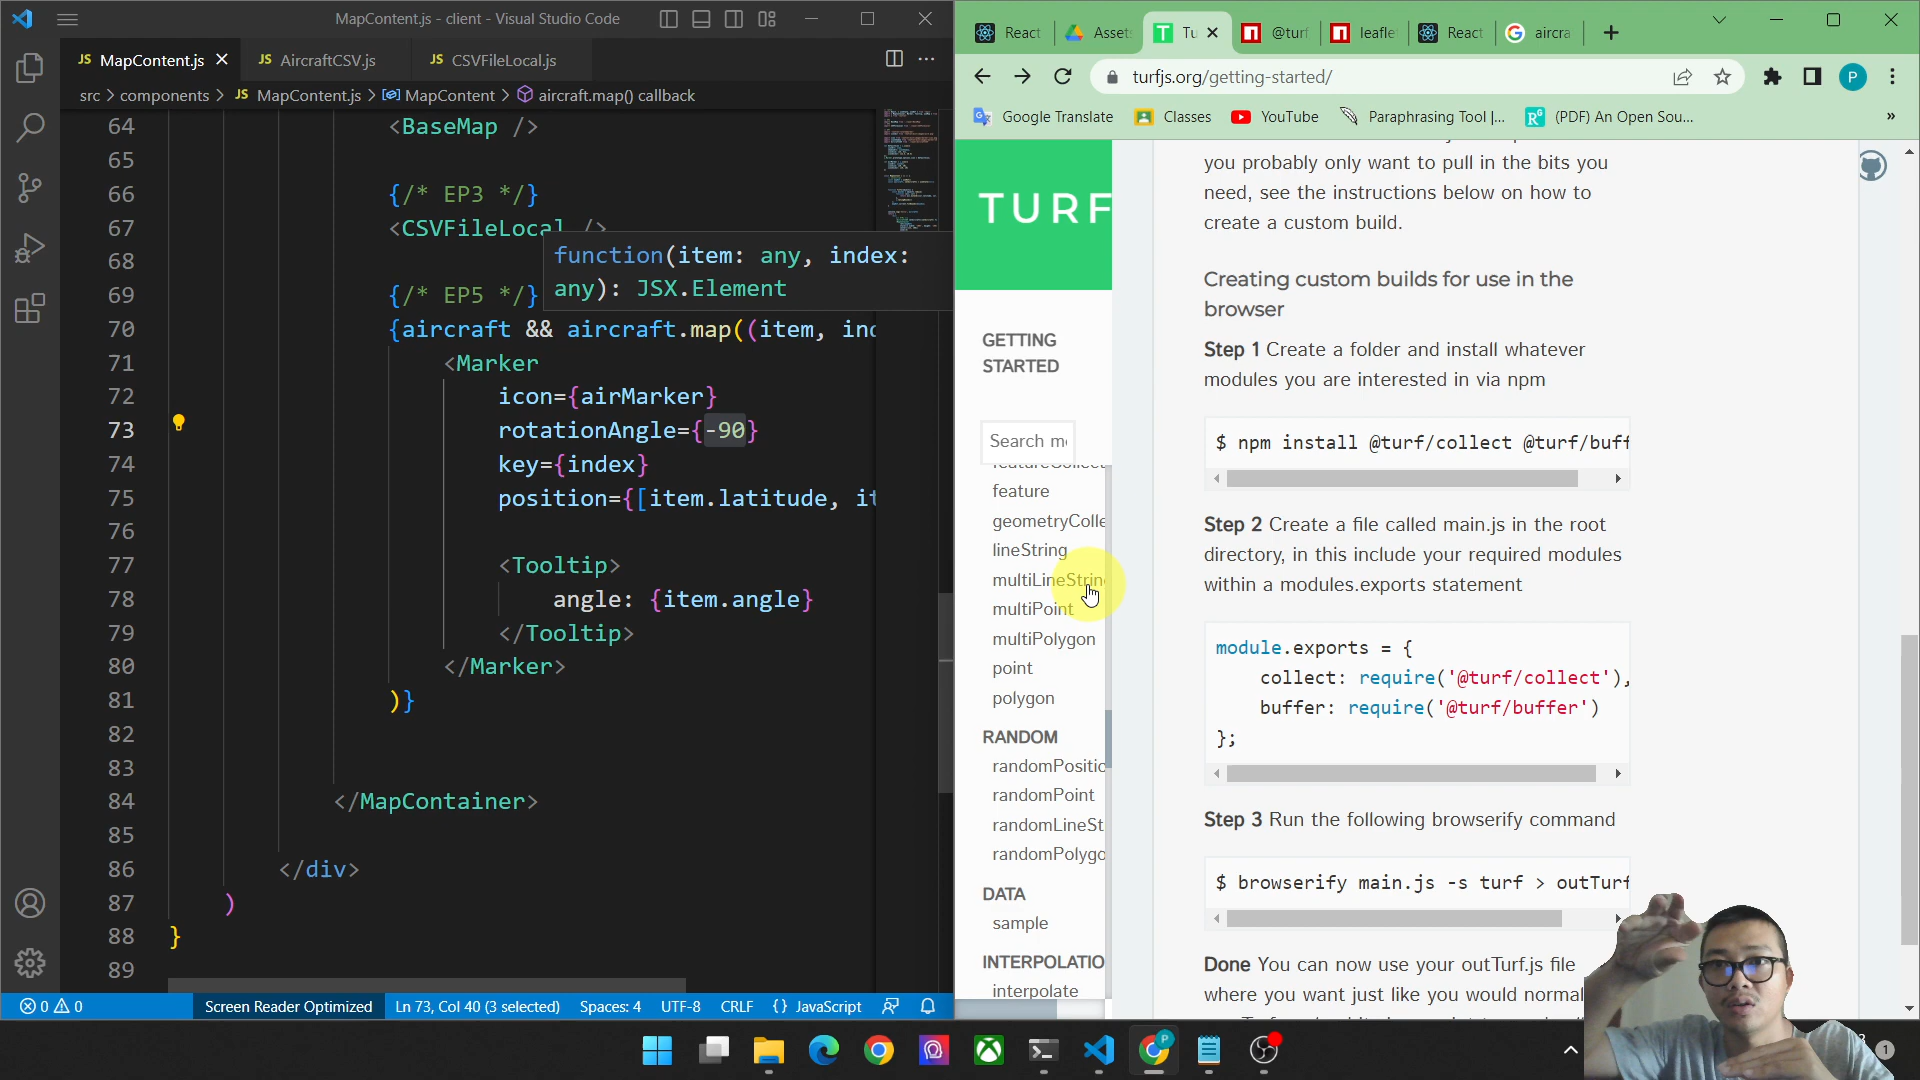 MapContent.js - client - Visual Studio Code
JS MapContent.js
JS AircraftCSV.js
JS CSVFileLocal.js
src > components > JS MapContent.js > MapContent > aircraft.map() callback
64 <BaseMap />
65
66 {/* EP3 */}
67 <CSVFileLocal />
68
69 {/* EP5 */}
function(item: any, index:
any): JSX.Element
70 {aircraft && aircraft.map((item, ind
71 <Marker
72 icon={airMarker}
73 rotationAngle={-90}
74 key={index}
75 position={[item.latitude, it
76
77 <Tooltip>
78 angle: {item.angle}
79 </Tooltip>
80 </Marker>
81 )}
82
83
84 </MapContainer>
85
86 </div>
87 )
88 }
89
0 0
Screen Reader Optimized
Ln 73, Col 40 (3 selected)
Spaces: 4
UTF-8
CRLF
{} JavaScript
React
Asset
Tu
@turf
leafle
React
aircra
turfjs.org/getting-started/
P
Google Translate
Classes
YouTube
Paraphrasing Tool |...
(PDF) An Open Sou...
»
TURF
GETTING
STARTED
Search m
feature
geometryColle
lineString
multiLineString
multiPoint
multiPolygon
point
polygon
RANDOM
randomPositio
randomPoint
randomLineSt
randomPolygo
DATA
sample
INTERPOLATIO
interpolate
you probably only want to pull in the bits you
need, see the instructions below on how to
create a custom build.
Creating custom builds for use in the
browser
Step 1 Create a folder and install whatever
modules you are interested in via npm
$ npm install @turf/collect @turf/buff
Step 2 Create a file called main.js in the root
directory, in this include your required modules
within a modules.exports statement
module.exports = {
collect: require('@turf/collect'),
buffer: require('@turf/buffer')
};
Step 3 Run the following browserify command
$ browserify main.js -s turf > outTurf
Done You can now use your outTurf.js file
where you want just like you would normal
P
1